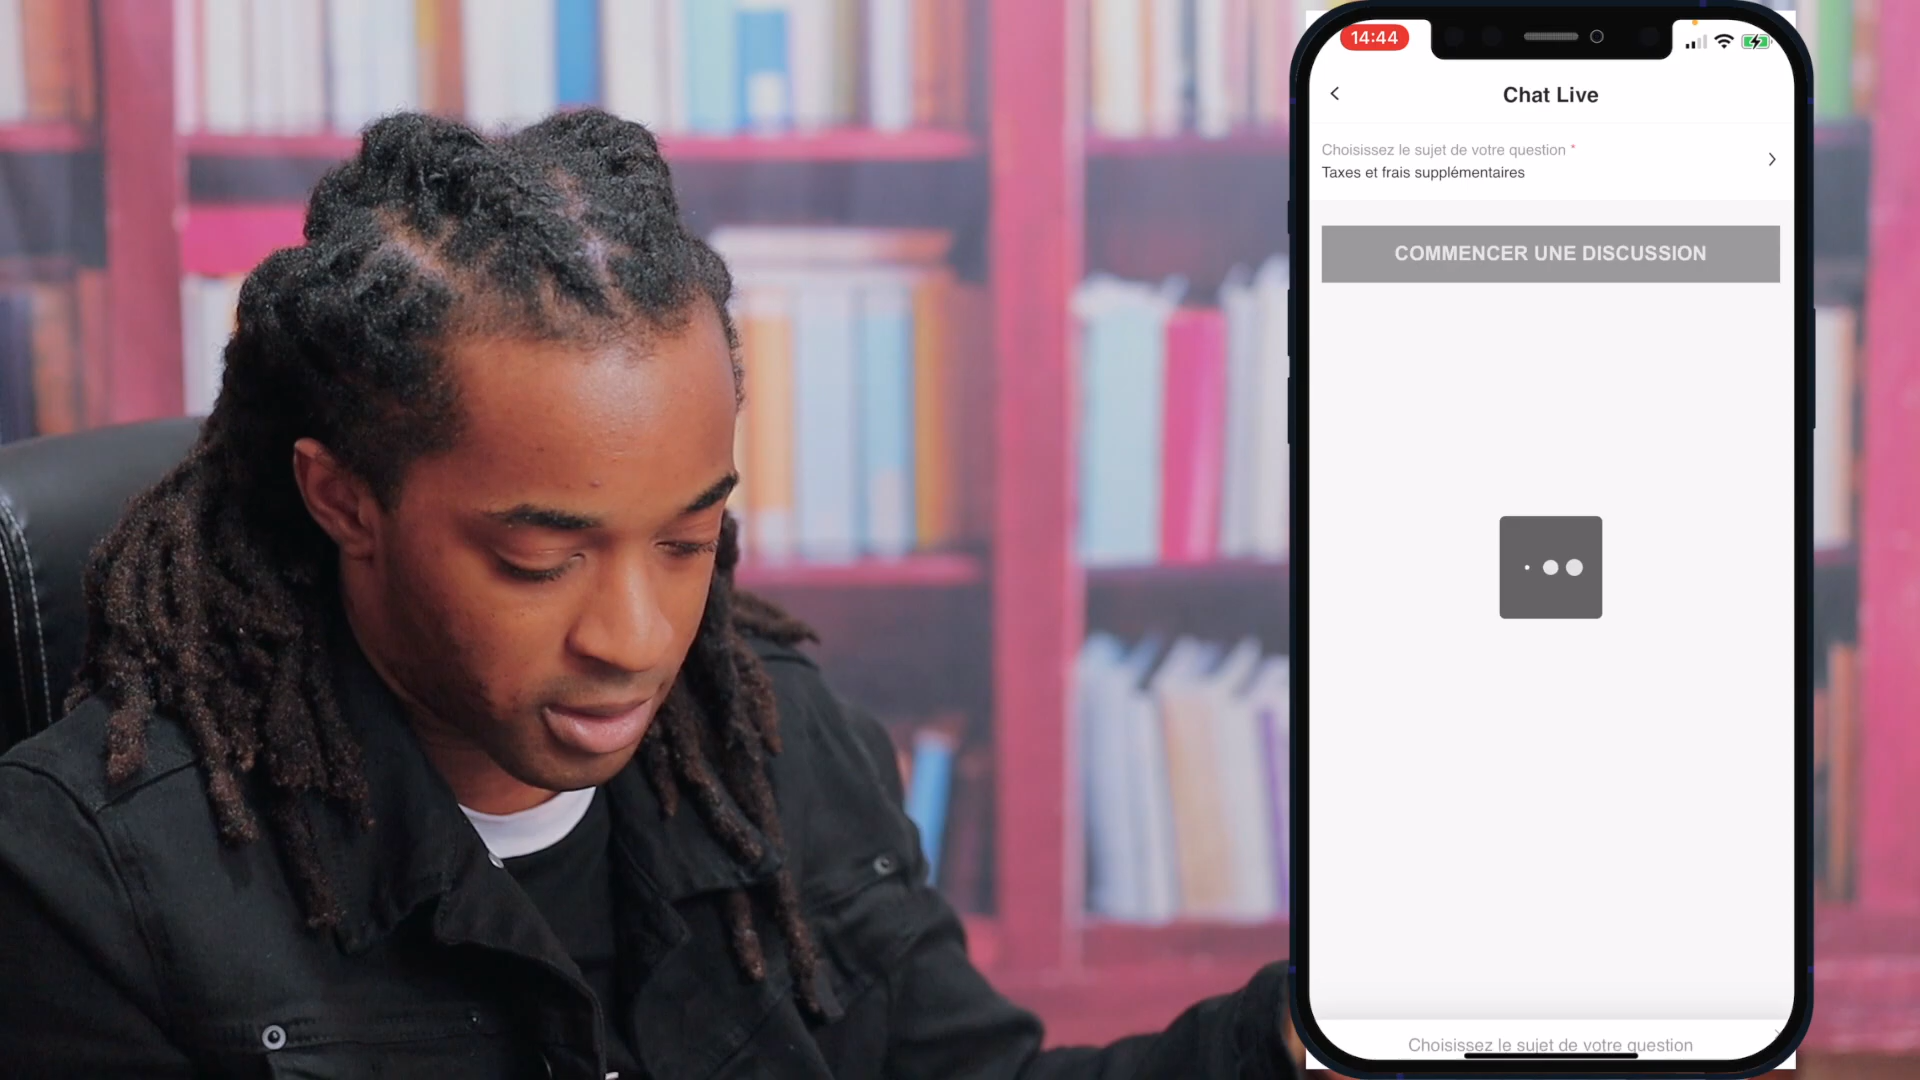 14:44
Chat Live
Choisissez le sujet de votre question *
Taxes et frais supplémentaires
COMMENCER UNE DISCUSSION
Choisissez le sujet de votre question